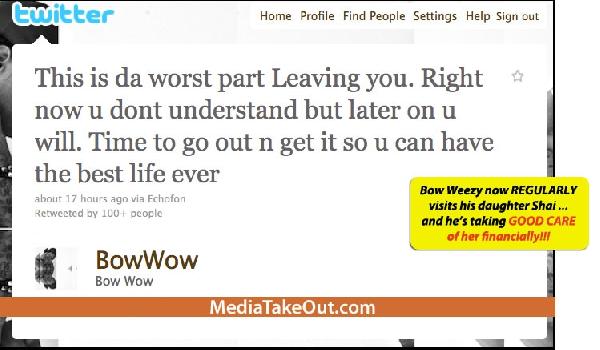 twitter
Home Profile Find People Settings Help Sign out
This is da worst part Leaving you. Right
now u dont understand but later on u
will. Time to go out n get it so u can have
the best life ever
about 17 hours ago via Echofon
Retweeted by 100+ people
Bow Weezy now REGULARLY
visits his daughter Shai ...
and he's taking GOOD CARE
of her financially!!!
BowWow
Bow Wow
MediaTakeOut.com